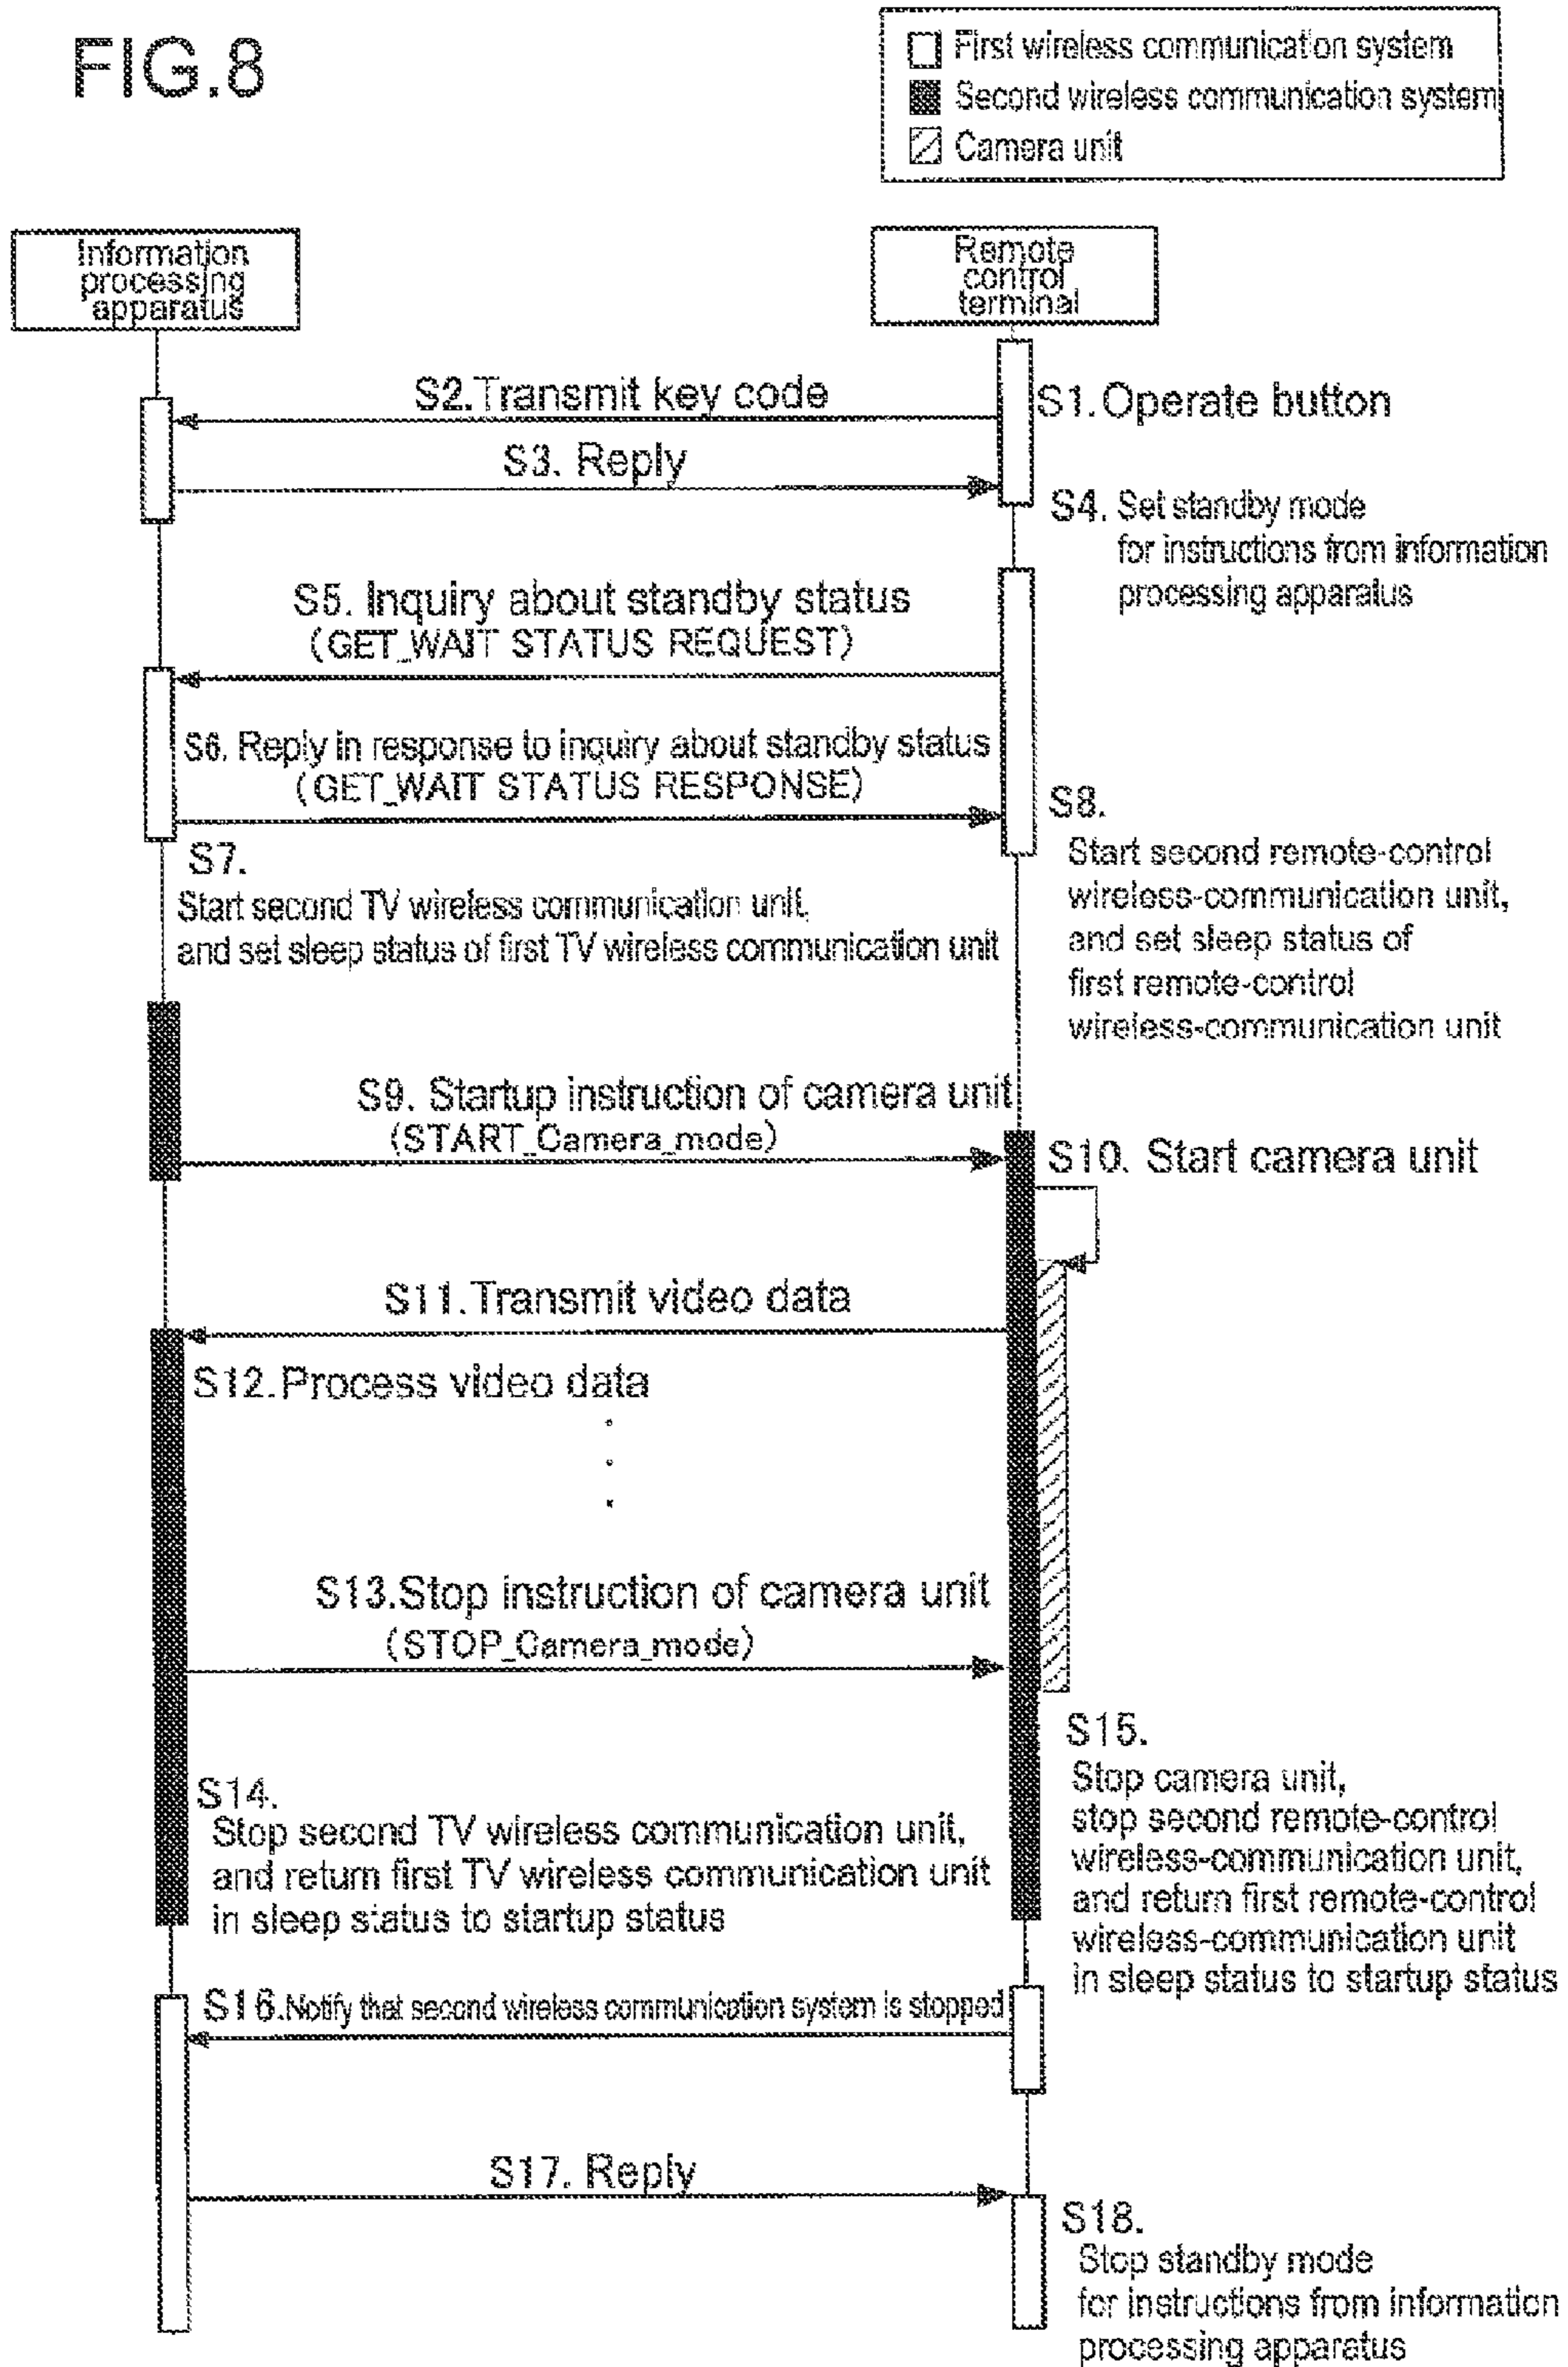 FIG.8
First wireless communication system
Second wireless communication system
Camera unit
Information
processing
apparatus
Remote
control
terminal
S1. Operate button
S2. Transmit key code
S3. Reply
S4. Set standby mode
for instructions from information
processing apparatus
S5. Inquiry about standby status
(GET_WAIT STATUS REQUEST)
S6. Reply in response to inquiry about standby status
(GET_WAIT STATUS RESPONSE)
S7.
Start second TV wireless communication unit,
and set sleep status of first TV wireless communication unit
S8.
Start second remote-control
wireless-communication unit,
and set sleep status of
first remote-control
wireless-communication unit
S9. Startup instruction of camera unit
(START_Camera_mode)
S10. Start camera unit
S11. Transmit video data
S12. Process video data
S13. Stop instruction of camera unit
(STOP_Camera_mode)
S14.
Stop second TV wireless communication unit,
and return first TV wireless communication unit
in sleep status to startup status
S15.
Stop camera unit,
stop second remote-control
wireless-communication unit,
and return first remote-control
wireless-communication unit
in sleep status to startup status
S16. Notify that second wireless communication system is stopped
S17. Reply
S18.
Stop standby mode
for instructions from information
processing apparatus